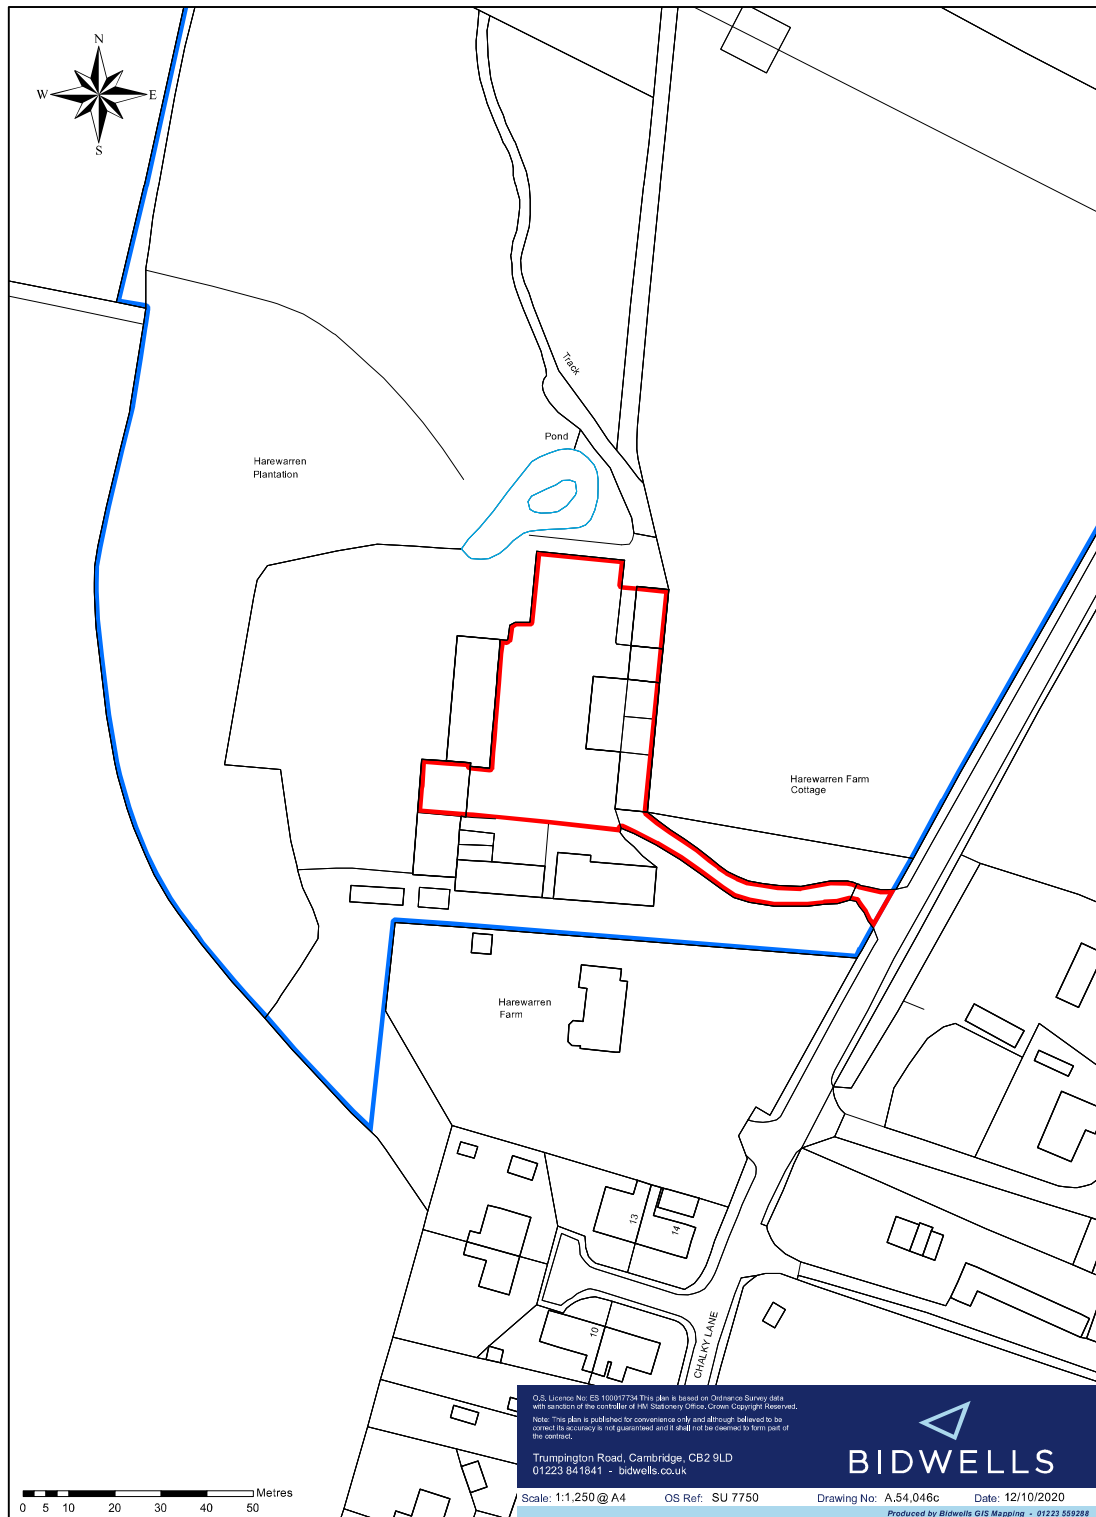 N
W
E
S
Track
Pond
Harewarren
Plantation
Harewarren Farm
Cottage
Harewarren
Farm
13
14
10
CHALKY LANE
Metres
0 5 10 20 30 40 50
O.S. Licence No: ES 100017734 This plan is based on Ordnance Survey data
with sanction of the controller of HM Stationery Office. Crown Copyright Reserved.
Note: This plan is published for convenience only and although believed to be
correct its accuracy is not guaranteed and it shall not be deemed to form part of
the contract.
Trumpington Road, Cambridge, CB2 9LD
01223 841841 - bidwells.co.uk
BIDWELLS
Scale: 1:1,250 @ A4 OS Ref: SU 7750 Drawing No: A.54,046c Date: 12/10/2020
Produced by Bidwells GIS Mapping - 01223 559288